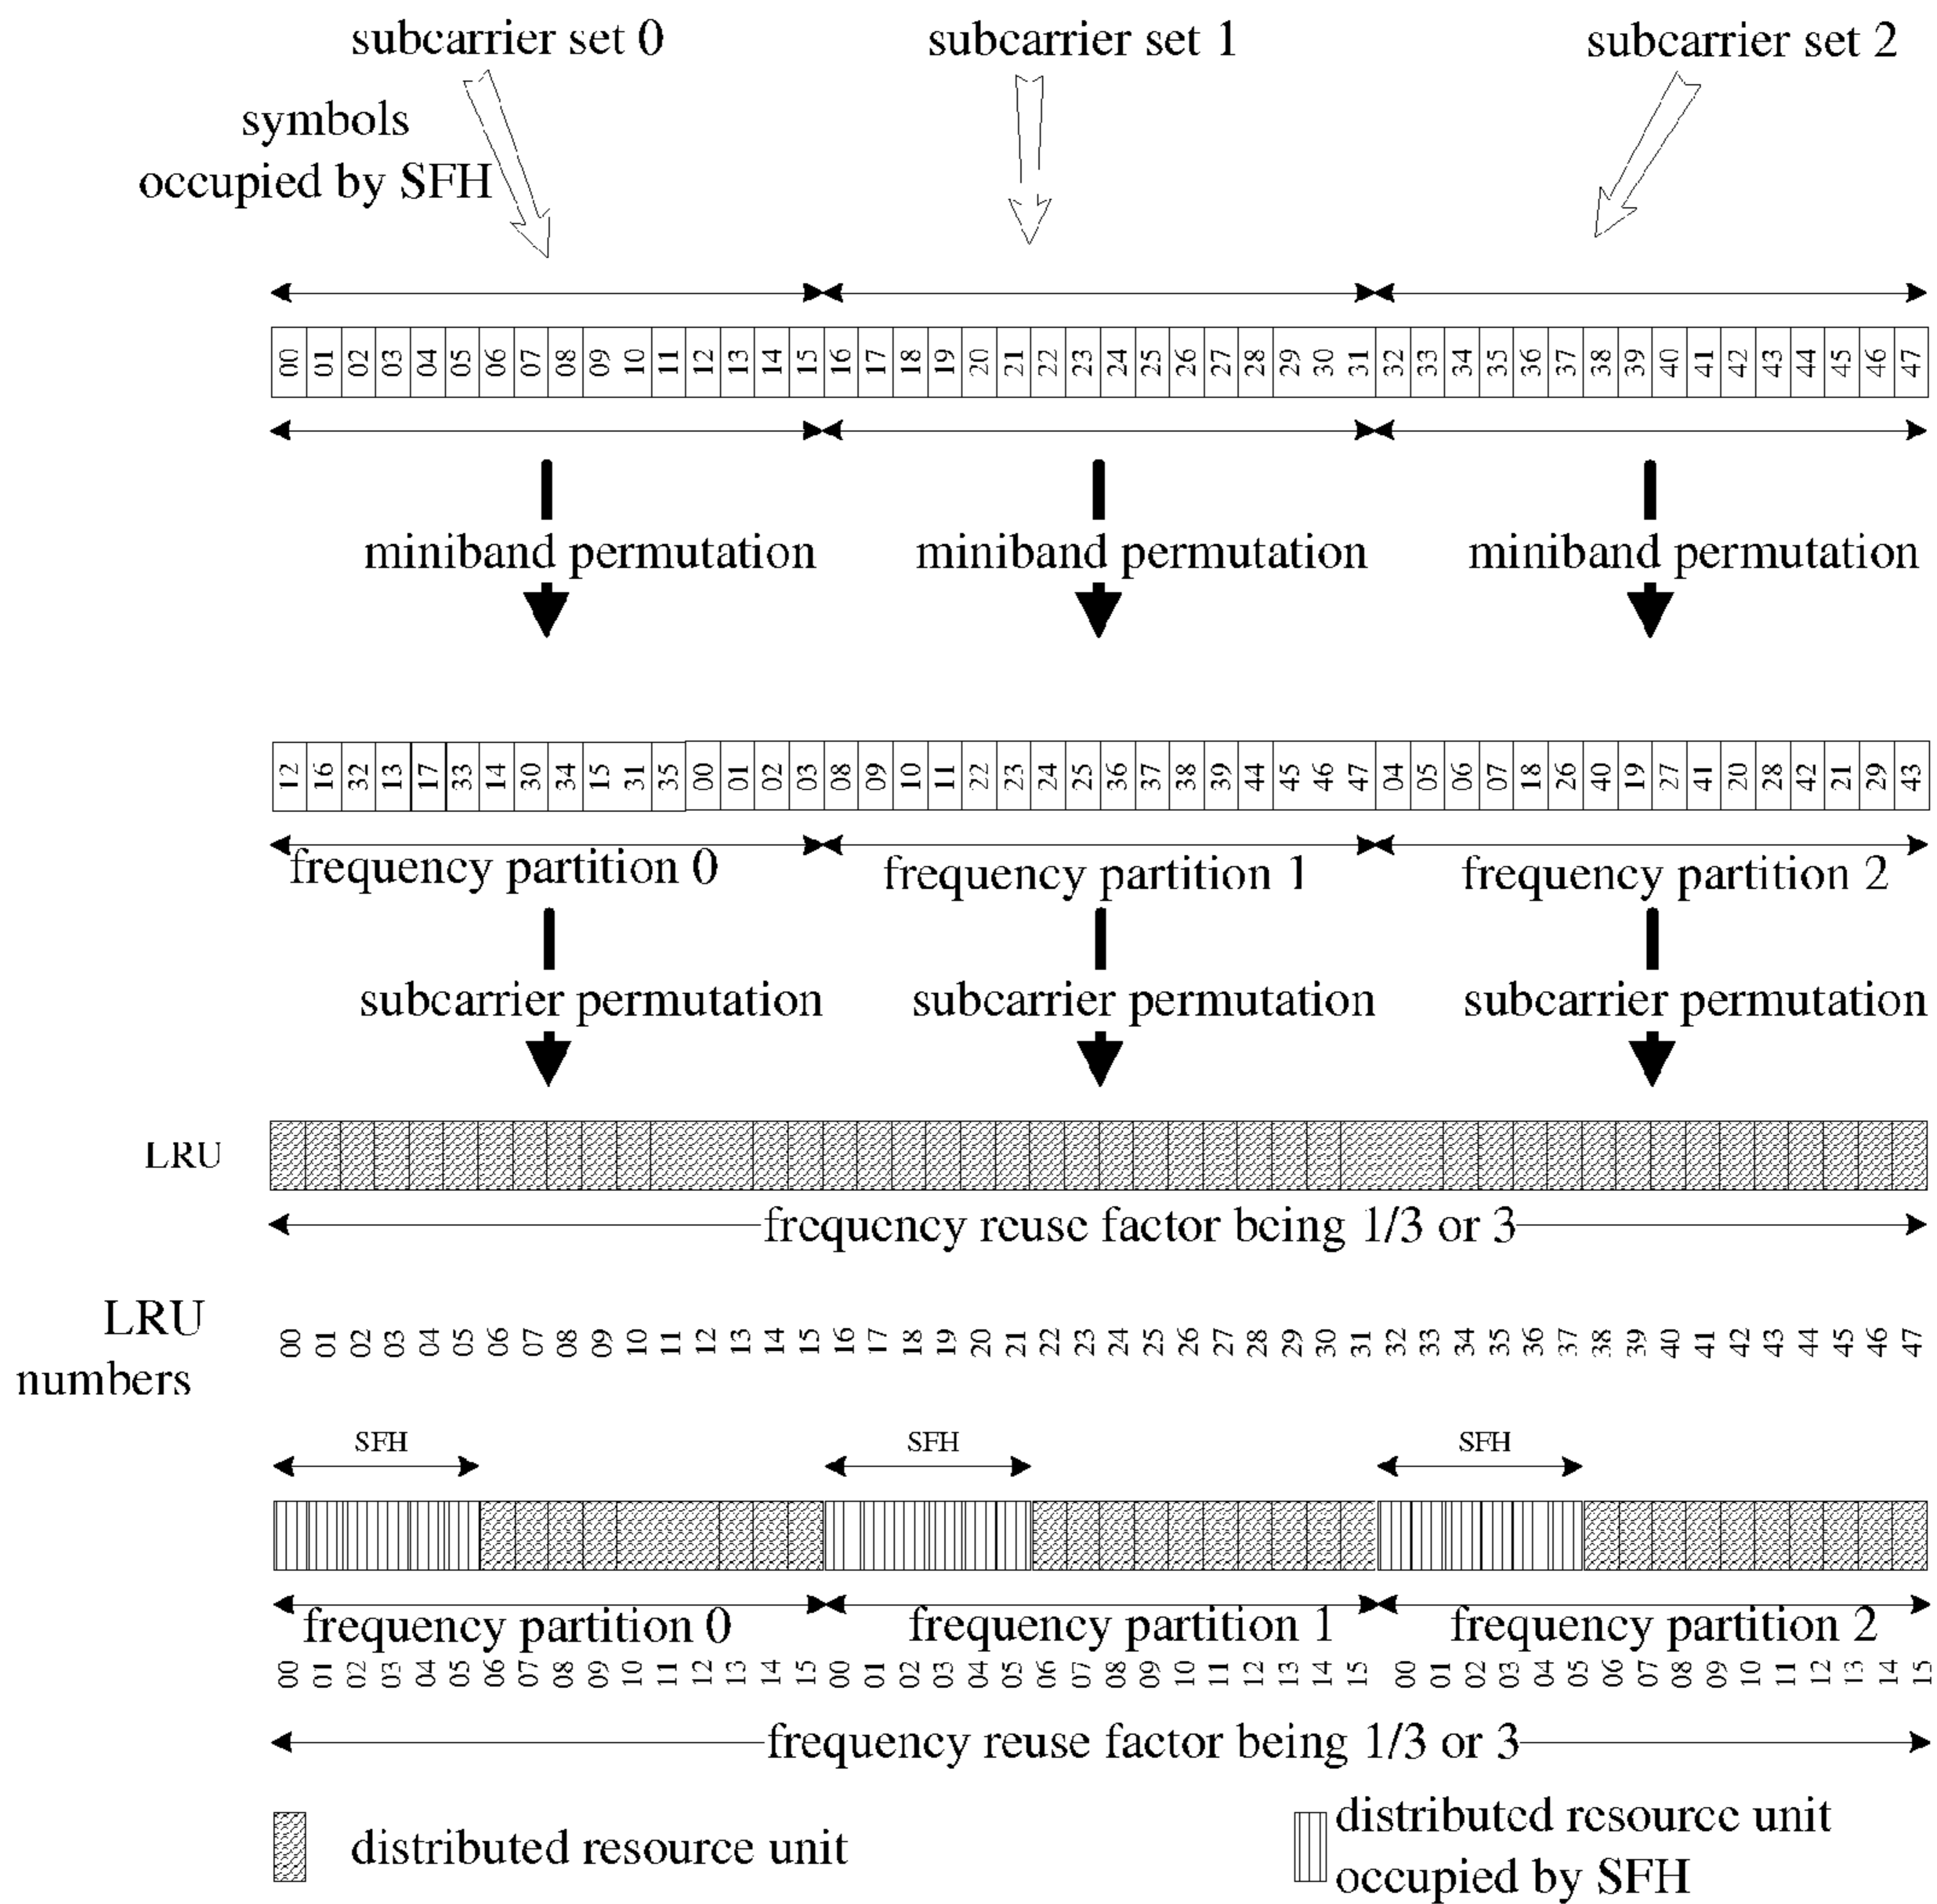 subcarrier set 0 subcarrier set 1 subcarrier set 2
symbols
occupied by SFH
00 01 02 03 04 05 06 07 08 09 10 11 12 13 14 15 16 17 18 19 20 21 22 23 24 25 26 27 28 29 30 31 32 33 34 35 36 37 38 39 40 41 42 43 44 45 46 47
miniband permutation miniband permutation miniband permutation
12 16 32 13 17 33 14 30 34 15 31 35 00 01 02 03 08 09 10 11 22 23 24 25 36 37 38 39 44 45 46 47 04 05 06 07 18 26 40 19 27 41 20 28 42 21 29 43
frequency partition 0 frequency partition 1 frequency partition 2
subcarrier permutation subcarrier permutation subcarrier permutation
LRU
frequency reuse factor being 1/3 or 3
LRU
numbers
00 01 02 03 04 05 06 07 08 09 10 11 12 13 14 15 16 17 18 19 20 21 22 23 24 25 26 27 28 29 30 31 32 33 34 35 36 37 38 39 40 41 42 43 44 45 46 47
SFH SFH SFH
frequency partition 0 frequency partition 1 frequency partition 2
00 01 02 03 04 05 06 07 08 09 10 11 12 13 14 15 00 01 02 03 04 05 06 07 08 09 10 11 12 13 14 15 00 01 02 03 04 05 06 07 08 09 10 11 12 13 14 15
frequency reuse factor being 1/3 or 3
distributed resource unit
distributed resource unit
occupied by SFH